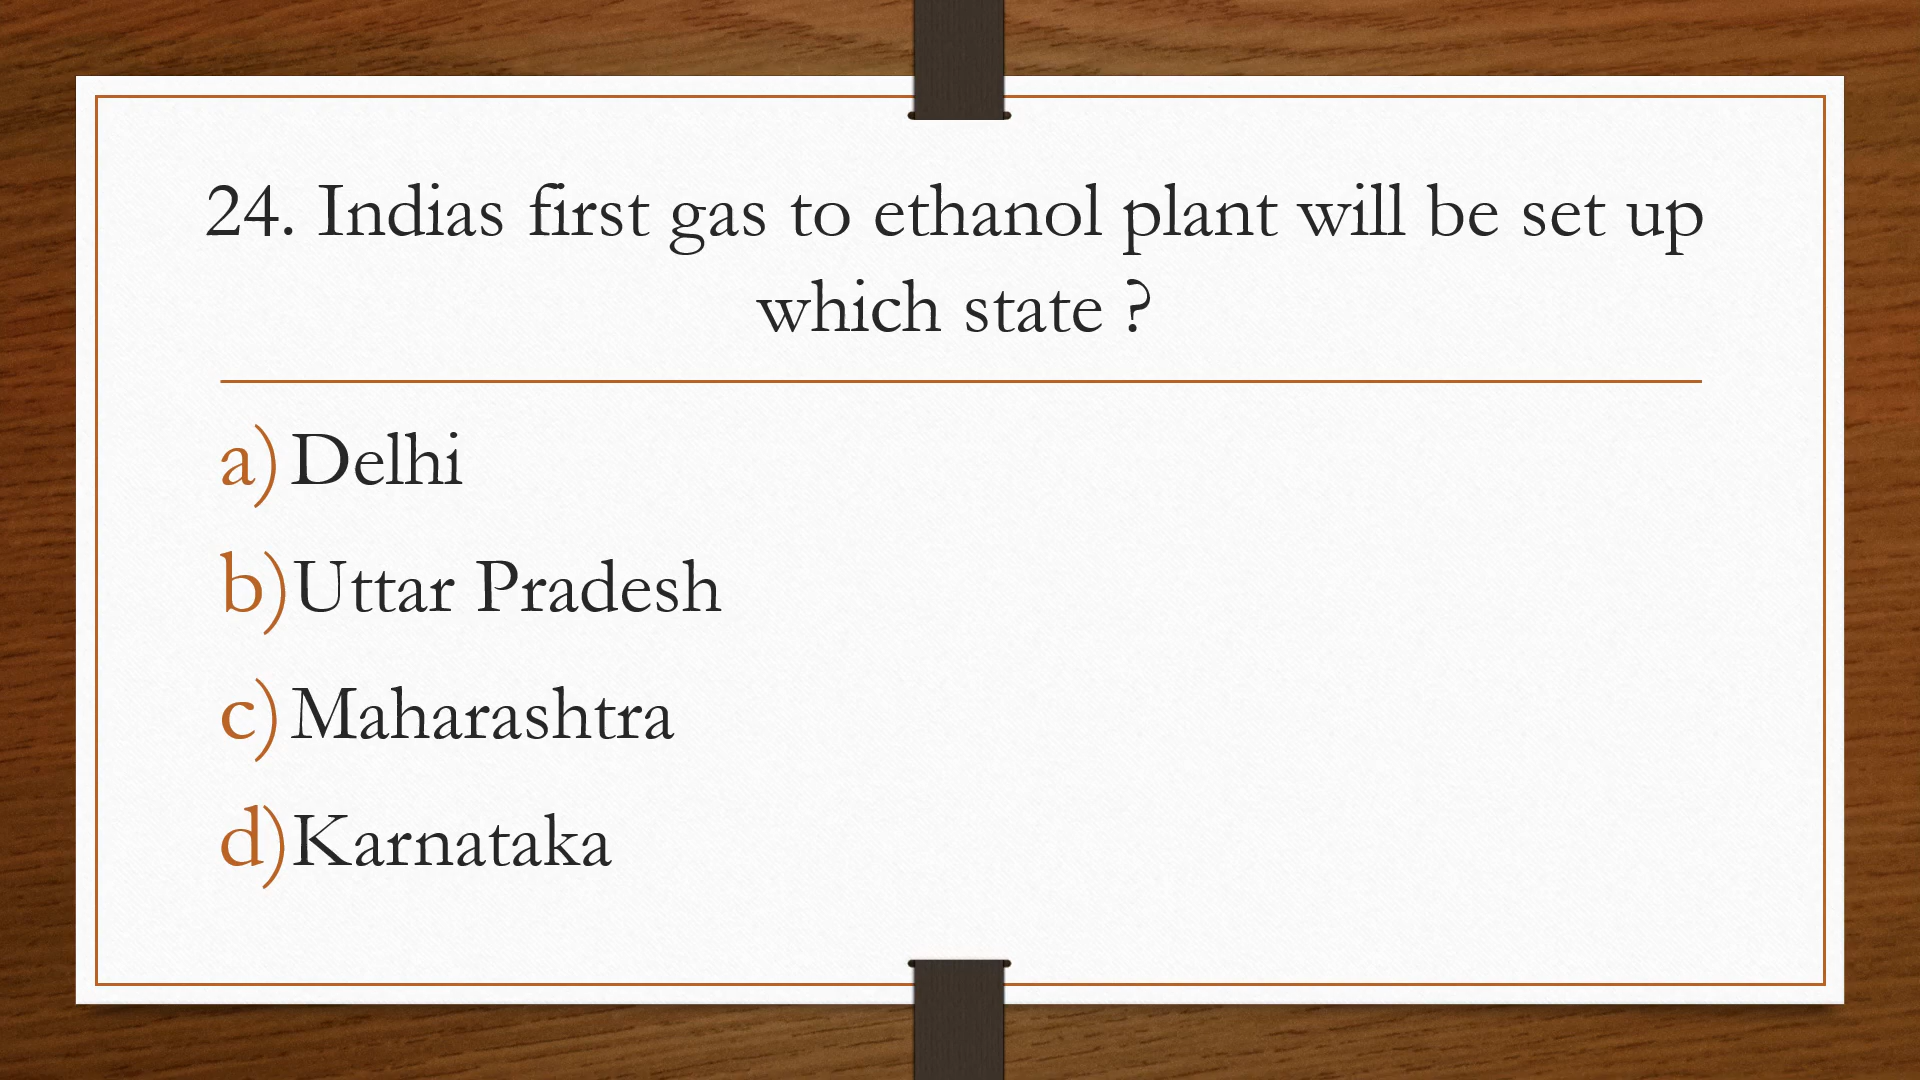 24. Indias first gas to ethanol plant will be set up
which state ?
a) Delhi
b) Uttar Pradesh
c) Maharashtra
d) Karnataka